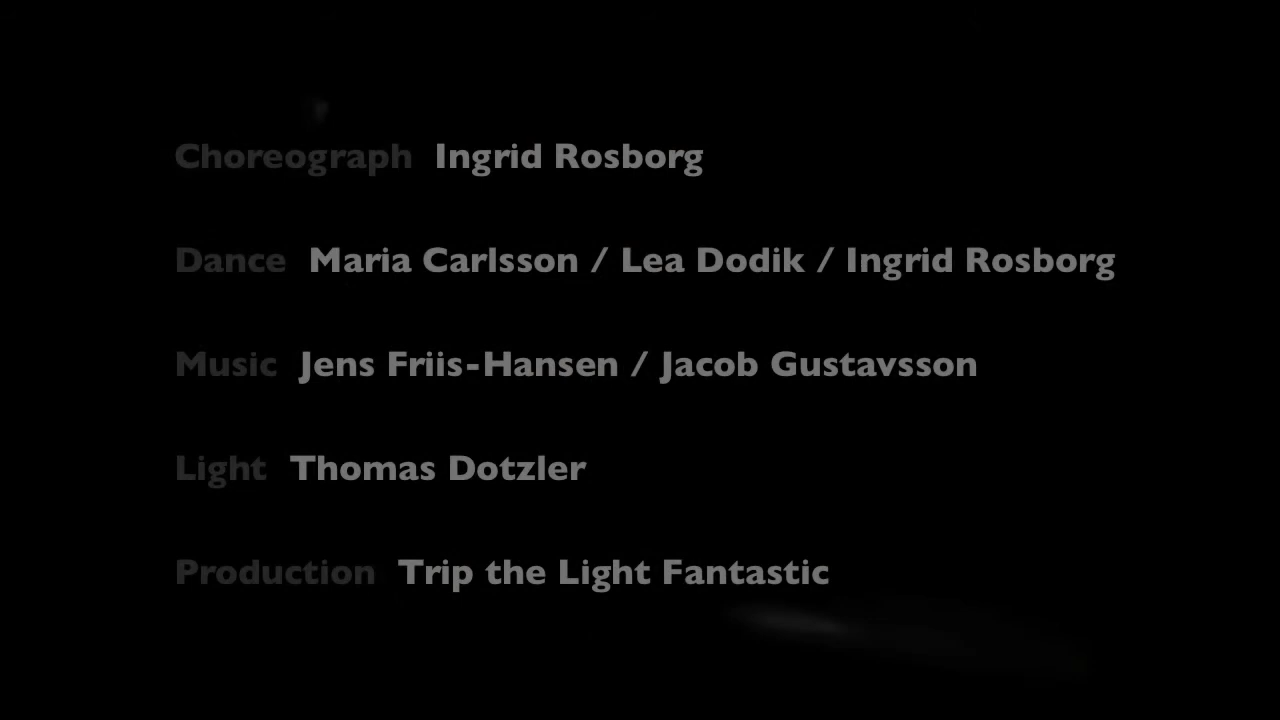 Choreograph Ingrid Rosborg
Dance Maria Carlsson / Lea Dodik / Ingrid Rosborg
Music Jens Friis-Hansen / Jacob Gustavsson
Light Thomas Dotzler
Production Trip the Light Fantastic